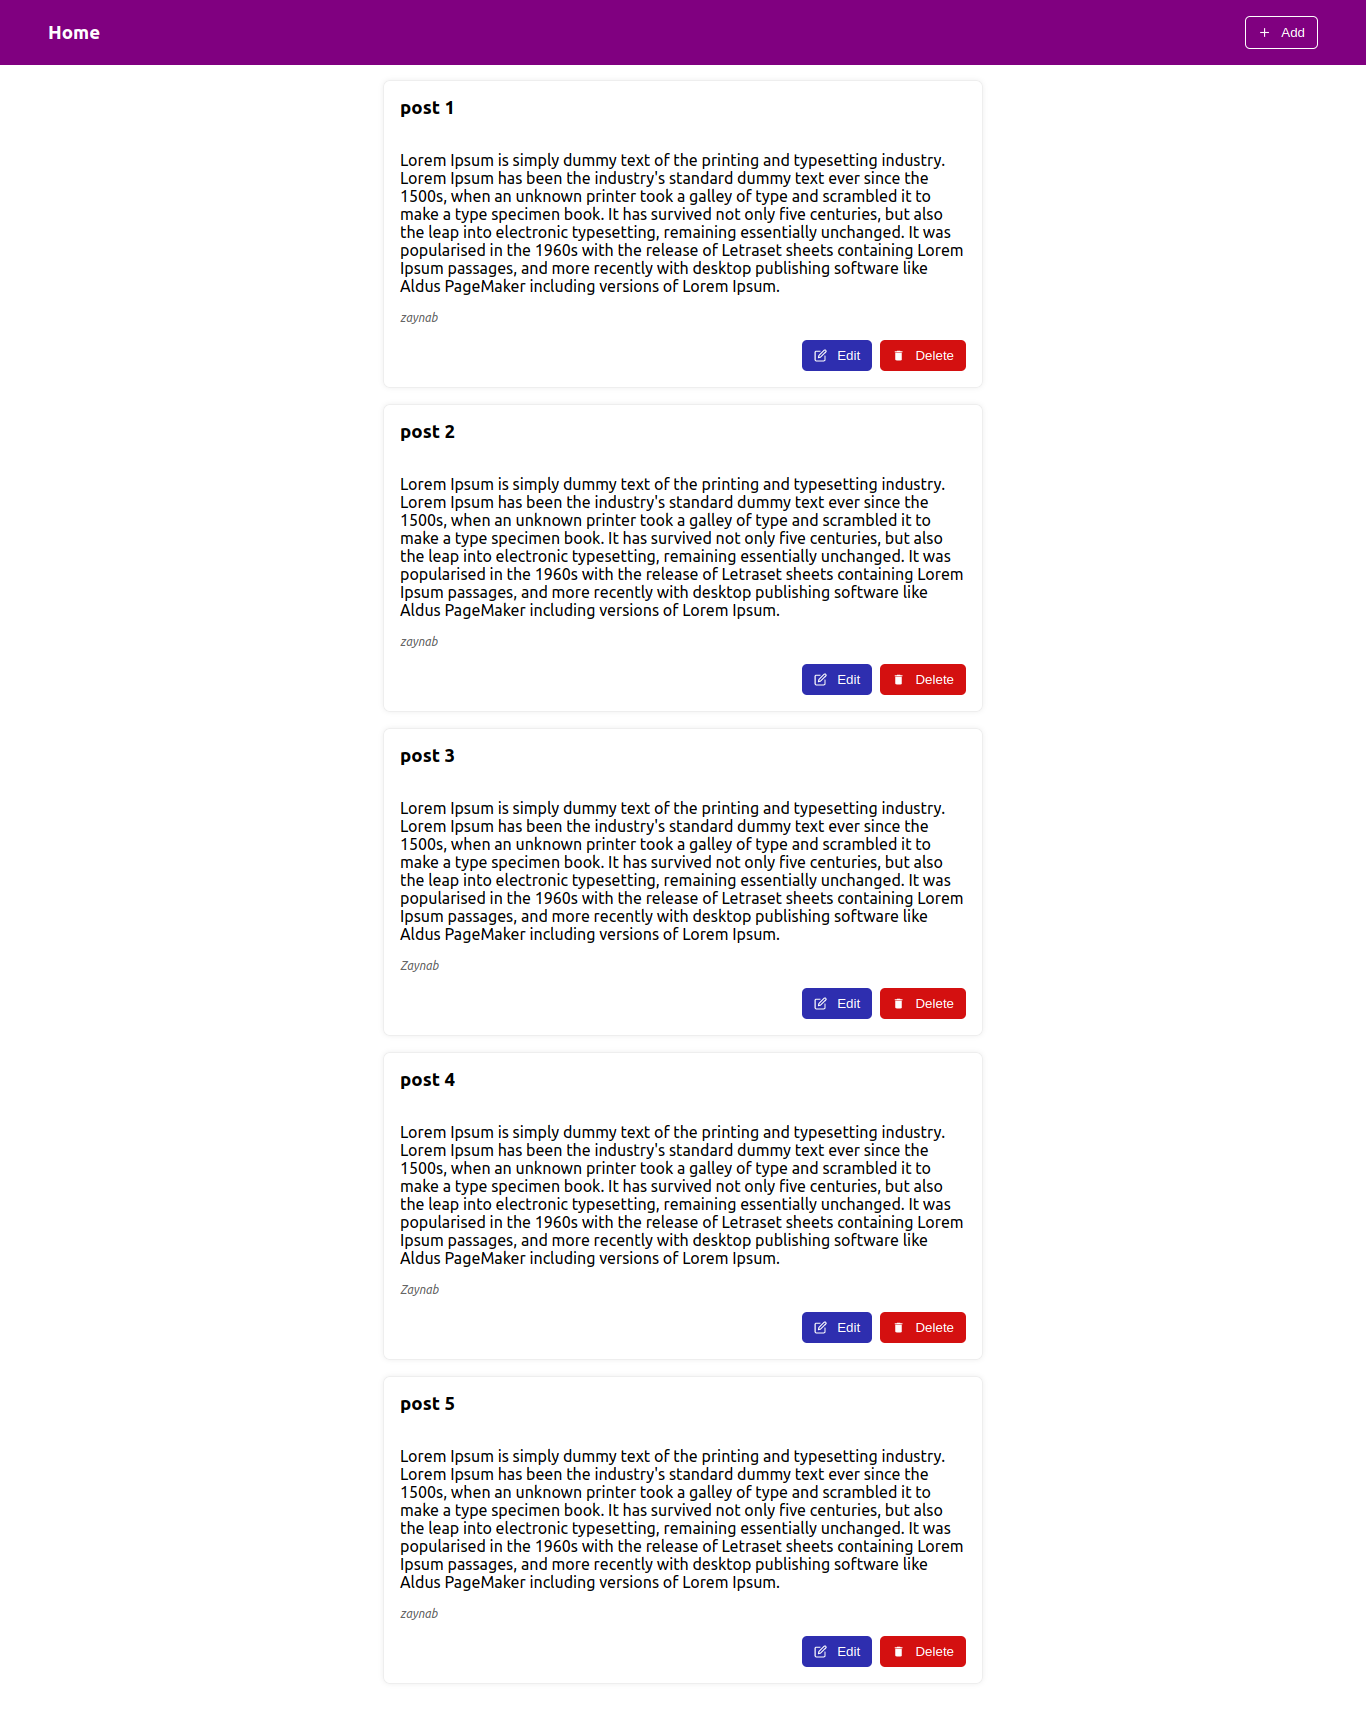 Home
Add
post 1
Lorem Ipsum is simply dummy text of the printing and typesetting industry.
Lorem Ipsum has been the industry's standard dummy text ever since the
1500s, when an unknown printer took a galley of type and scrambled it to
make a type specimen book. It has survived not only five centuries, but also
the leap into electronic typesetting, remaining essentially unchanged. It was
popularised in the 1960s with the release of Letraset sheets containing Lorem
Ipsum passages, and more recently with desktop publishing software like
Aldus PageMaker including versions of Lorem Ipsum.
zaynab
Edit Delete
post 2
Lorem Ipsum is simply dummy text of the printing and typesetting industry.
Lorem Ipsum has been the industry's standard dummy text ever since the
1500s, when an unknown printer took a galley of type and scrambled it to
make a type specimen book. It has survived not only five centuries, but also
the leap into electronic typesetting, remaining essentially unchanged. It was
popularised in the 1960s with the release of Letraset sheets containing Lorem
Ipsum passages, and more recently with desktop publishing software like
Aldus PageMaker including versions of Lorem Ipsum.
zaynab
Edit Delete
post 3
Lorem Ipsum is simply dummy text of the printing and typesetting industry.
Lorem Ipsum has been the industry's standard dummy text ever since the
1500s, when an unknown printer took a galley of type and scrambled it to
make a type specimen book. It has survived not only five centuries, but also
the leap into electronic typesetting, remaining essentially unchanged. It was
popularised in the 1960s with the release of Letraset sheets containing Lorem
Ipsum passages, and more recently with desktop publishing software like
Aldus PageMaker including versions of Lorem Ipsum.
Zaynab
Edit Delete
post 4
Lorem Ipsum is simply dummy text of the printing and typesetting industry.
Lorem Ipsum has been the industry's standard dummy text ever since the
1500s, when an unknown printer took a galley of type and scrambled it to
make a type specimen book. It has survived not only five centuries, but also
the leap into electronic typesetting, remaining essentially unchanged. It was
popularised in the 1960s with the release of Letraset sheets containing Lorem
Ipsum passages, and more recently with desktop publishing software like
Aldus PageMaker including versions of Lorem Ipsum.
Zaynab
Edit Delete
post 5
Lorem Ipsum is simply dummy text of the printing and typesetting industry.
Lorem Ipsum has been the industry's standard dummy text ever since the
1500s, when an unknown printer took a galley of type and scrambled it to
make a type specimen book. It has survived not only five centuries, but also
the leap into electronic typesetting, remaining essentially unchanged. It was
popularised in the 1960s with the release of Letraset sheets containing Lorem
Ipsum passages, and more recently with desktop publishing software like
Aldus PageMaker including versions of Lorem Ipsum.
zaynab
Edit Delete